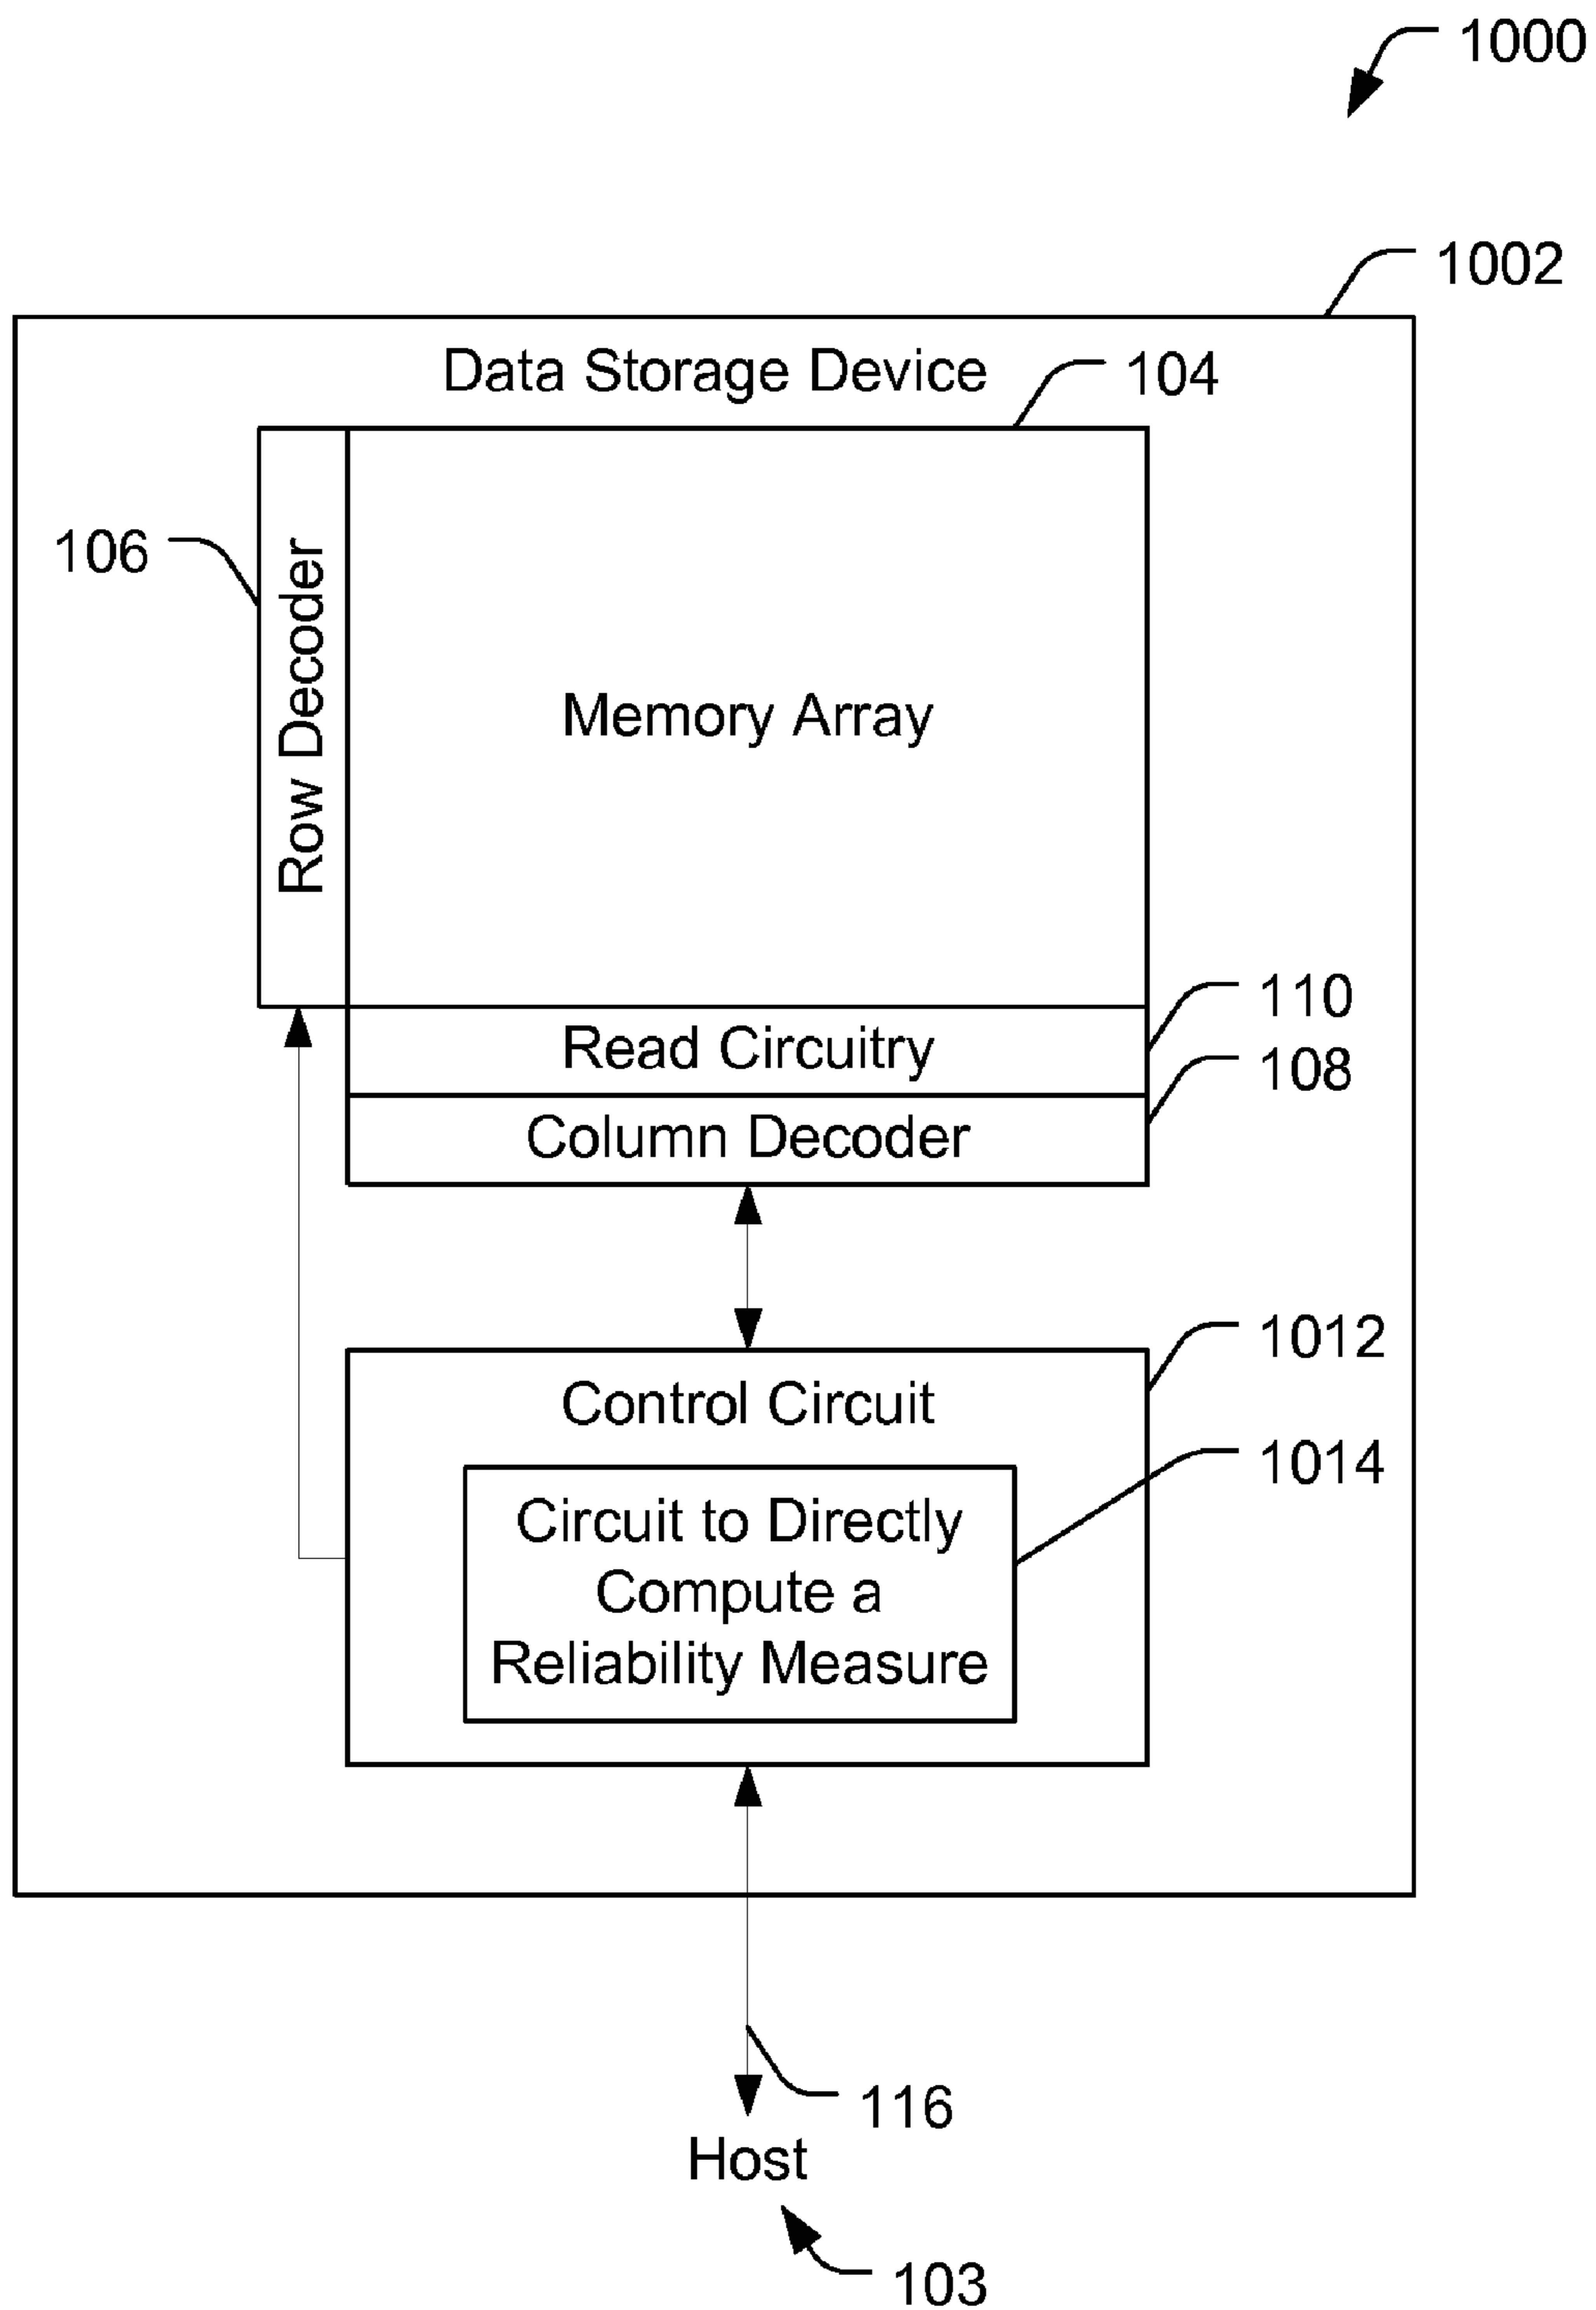 1000
1002
Data Storage Device
104
106
Row Decoder
Memory Array
110
Read Circuitry
108
Column Decoder
1012
Control Circuit
1014
Circuit to Directly
Compute a
Reliability Measure
116
Host
103